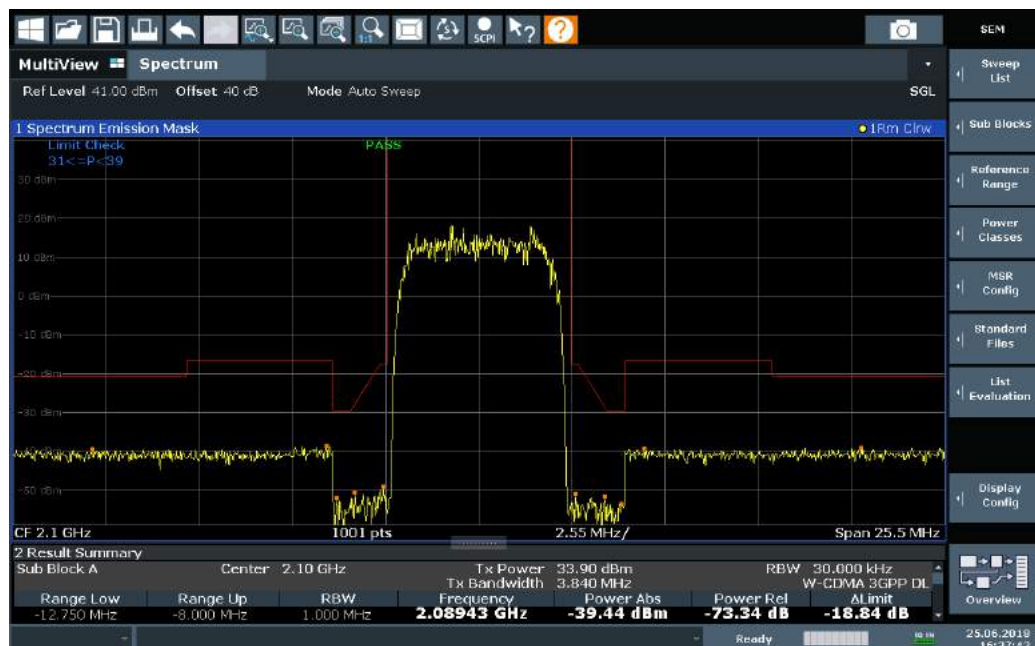 1:1
SCPI
?
?
SEM
MultiView Spectrum
Sweep List
Ref Level 41.00 dBm Offset 40 dB Mode Auto Sweep SGL
1 Spectrum Emission Mask 1Rm Clrw
Sub Blocks
Limit Check PASS
31<=P<39
Reference Range
30 dBm
20 dBm
Power Classes
10 dBm
MSR Config
0 dBm
-10 dBm
Standard Files
-20 dBm
List Evaluation
-30 dBm
-50 dBm
Display Config
CF 2.1 GHz 1001 pts 2.55 MHz/ Span 25.5 MHz
2 Result Summary
Sub Block A Center 2.10 GHz Tx Power 33.90 dBm RBW 30.000 kHz
Tx Bandwidth 3.840 MHz W-CDMA 3GPP DL
Range Low Range Up RBW Frequency Power Abs Power Rel ΔLimit
-12.750 MHz -8.000 MHz 1.000 MHz 2.08943 GHz -39.44 dBm -73.34 dB -18.84 dB
Overview
Ready
25.06.2018